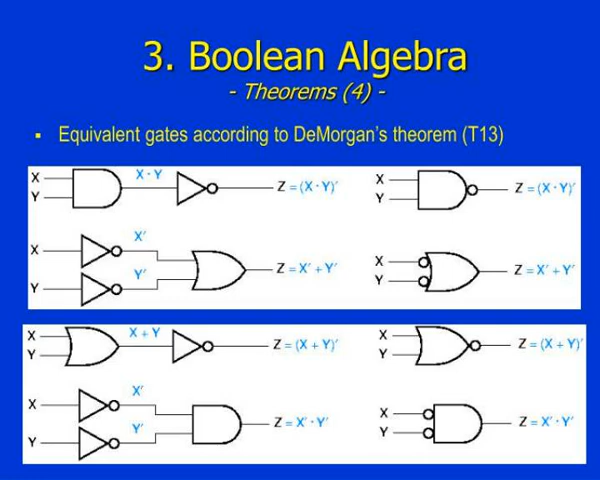 3. Boolean Algebra
- Theorems (4) -
▪ Equivalent gates according to DeMorgan's theorem (T13)
X
Y
X · Y
Z = (X · Y)'
X
Y
Z = (X · Y)'
X
X'
Y
Y'
Z = X' + Y'
X
Y
Z = X' + Y'
X
Y
X + Y
Z = (X + Y)'
X
Y
Z = (X + Y)'
X
X'
Y
Y'
Z = X' · Y'
X
Y
Z = X' · Y'